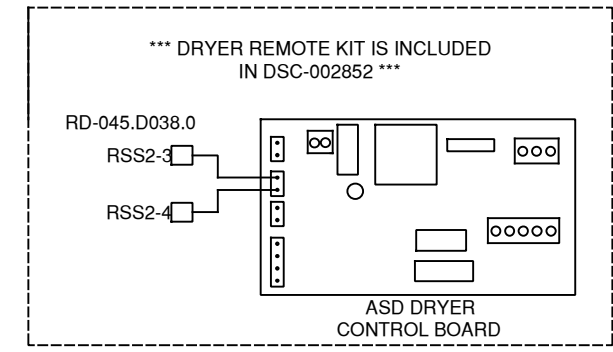 *** DRYER REMOTE KIT IS INCLUDED
IN DSC-002852 ***
RD-045.D038.0
RSS2-3
RSS2-4
ASD DRYER
CONTROL BOARD